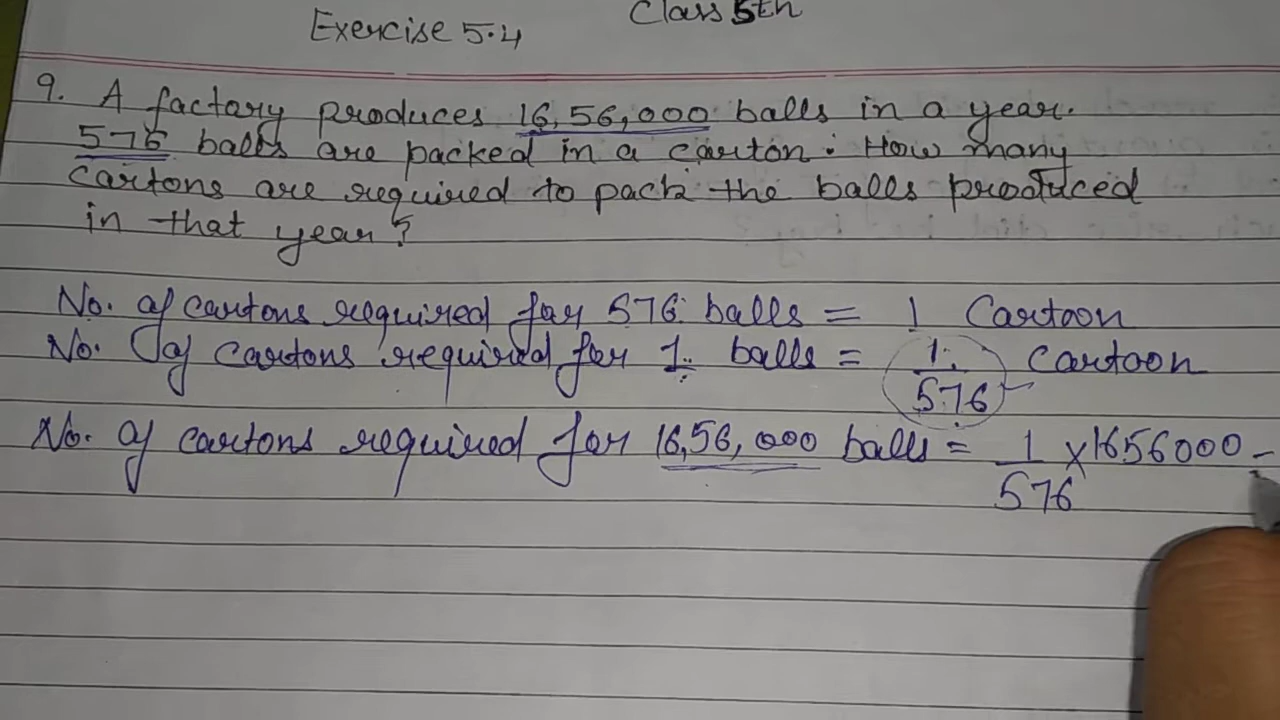 Class 5th
Exercise 5.4
9. A factory produces 16,56,000 balls in a year.
576 balls are packed in a carton. How many
cartons are required to pack the balls produced
in that year?
No. of cartons required for 576 balls = 1 Cartoon
No. of cartons required for 1 balls = 1/576 Cartoon
No. of cartons required for 16,56,000 balls = 1/576 × 1656000 =